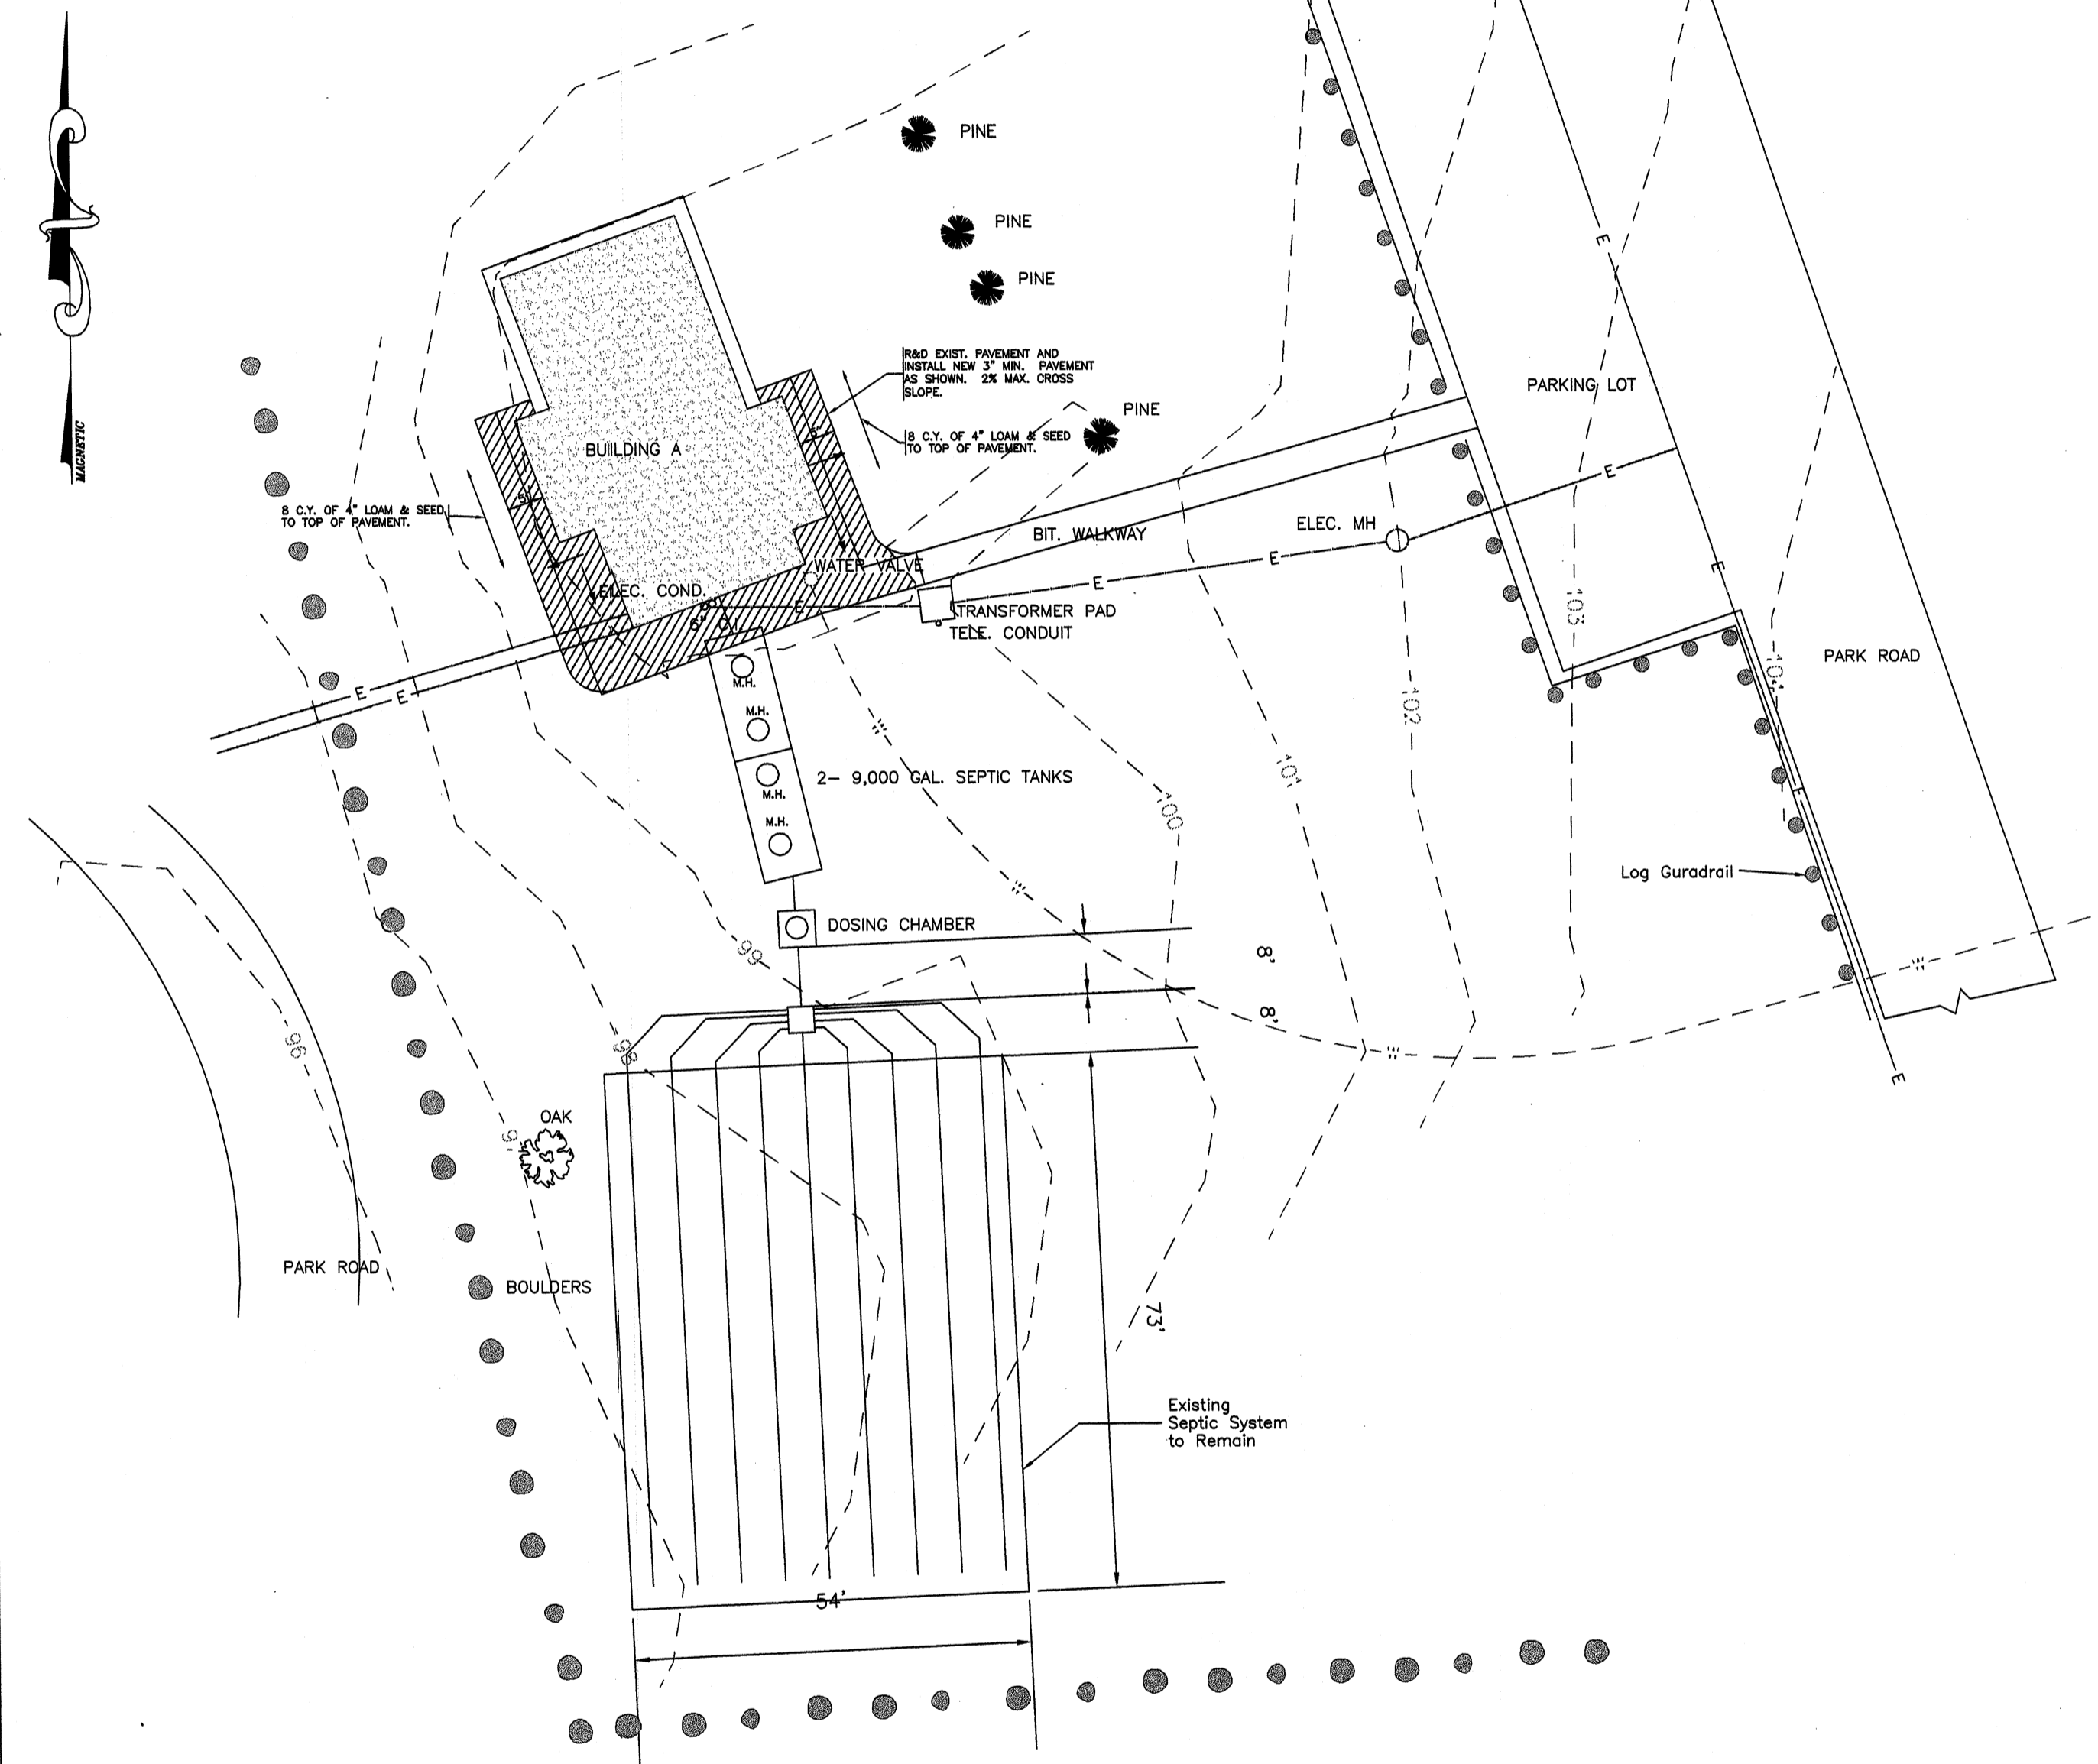 MAGNETIC
PINE
PINE
PINE
PINE
R&D EXIST. PAVEMENT AND
INSTALL NEW 3" MIN. PAVEMENT
AS SHOWN. 2% MAX. CROSS
SLOPE.
8 C.Y. OF 4" LOAM & SEED
TO TOP OF PAVEMENT.
PARKING LOT
E
E
E
BUILDING A
8 C.Y. OF 4" LOAM & SEED
TO TOP OF PAVEMENT.
5'
BIT. WALKWAY
ELEC. MH
WATER VALVE
E
E
ELEC. COND.
E
6" C.I.
TRANSFORMER PAD
TELE. CONDUIT
103
102
104
PARK ROAD
E
E
M.H.
M.H.
M.H.
M.H.
2- 9,000 GAL. SEPTIC TANKS
W
101
100
E
Log Guradrail
W
DOSING CHAMBER
99
8'
8'
W
W
E
96
98
OAK
PARK ROAD
BOULDERS
73'
Existing
Septic System
to Remain
54'